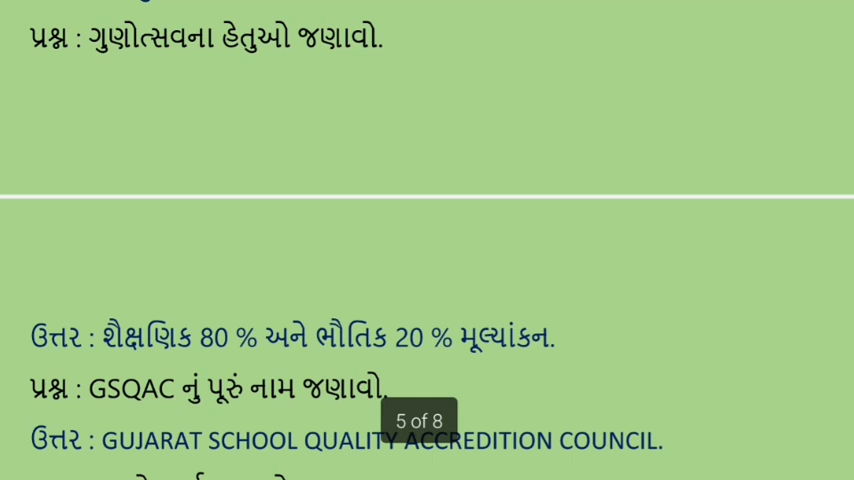 પ્રશ્ન : ગુણોત્સવના હેતુઓ જણાવો.
ઉત્તર : શૈક્ષણિક 80 % અને ભૌતિક 20 % મૂલ્યાંકન.
પ્રશ્ન : GSQAC નું પૂરું નામ જણાવો.
5 of 8
ઉત્તર : GUJARAT SCHOOL QUALITY ACCREDITION COUNCIL.